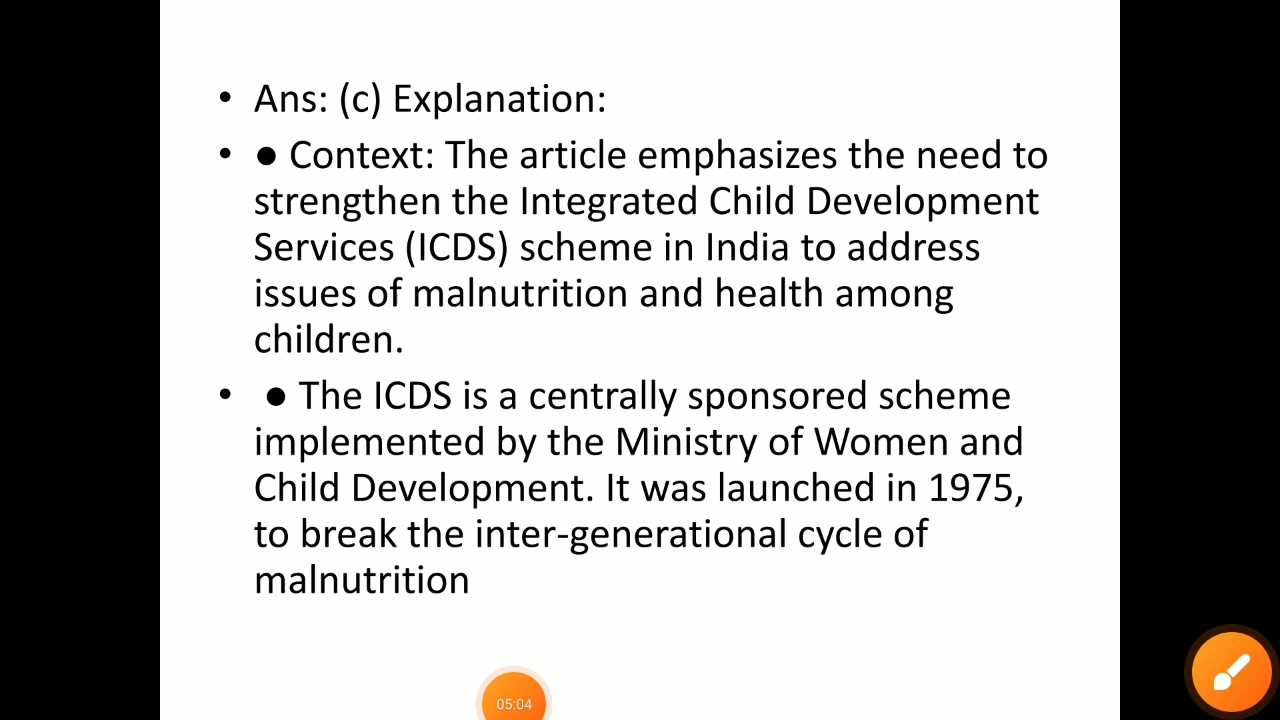 • Ans: (c) Explanation:
• ● Context: The article emphasizes the need to
strengthen the Integrated Child Development
Services (ICDS) scheme in India to address
issues of malnutrition and health among
children.
• ● The ICDS is a centrally sponsored scheme
implemented by the Ministry of Women and
Child Development. It was launched in 1975,
to break the inter-generational cycle of
malnutrition
05:04